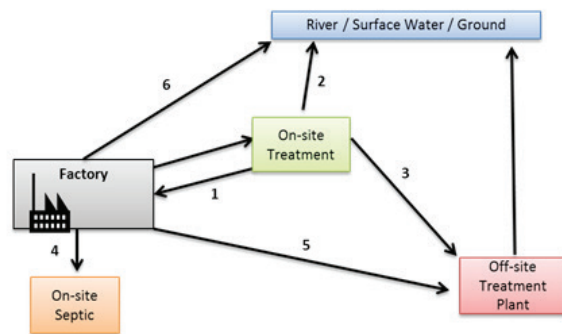 River / Surface Water / Ground
6
2
On-site
Treatment
Factory
1
3
4
5
On-site
Septic
Off-site
Treatment
Plant